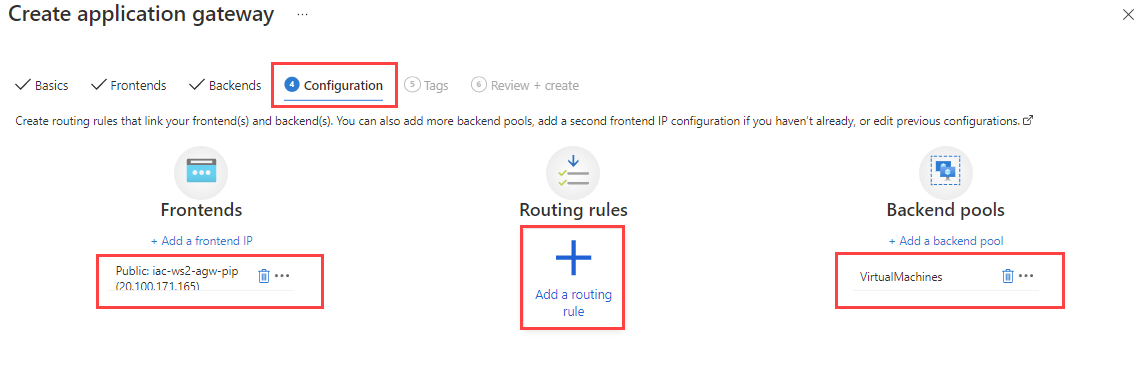 Create application gateway ...
Basics Frontends Backends 4 Configuration 5 Tags 6 Review + create
Create routing rules that link your frontend(s) and backend(s). You can also add more backend pools, add a second frontend IP configuration if you haven't already, or edit previous configurations.
Frontends
+ Add a frontend IP
Public: iac-ws2-agw-pip
(20.100.171.165)
Routing rules
Add a routing
rule
Backend pools
+ Add a backend pool
VirtualMachines